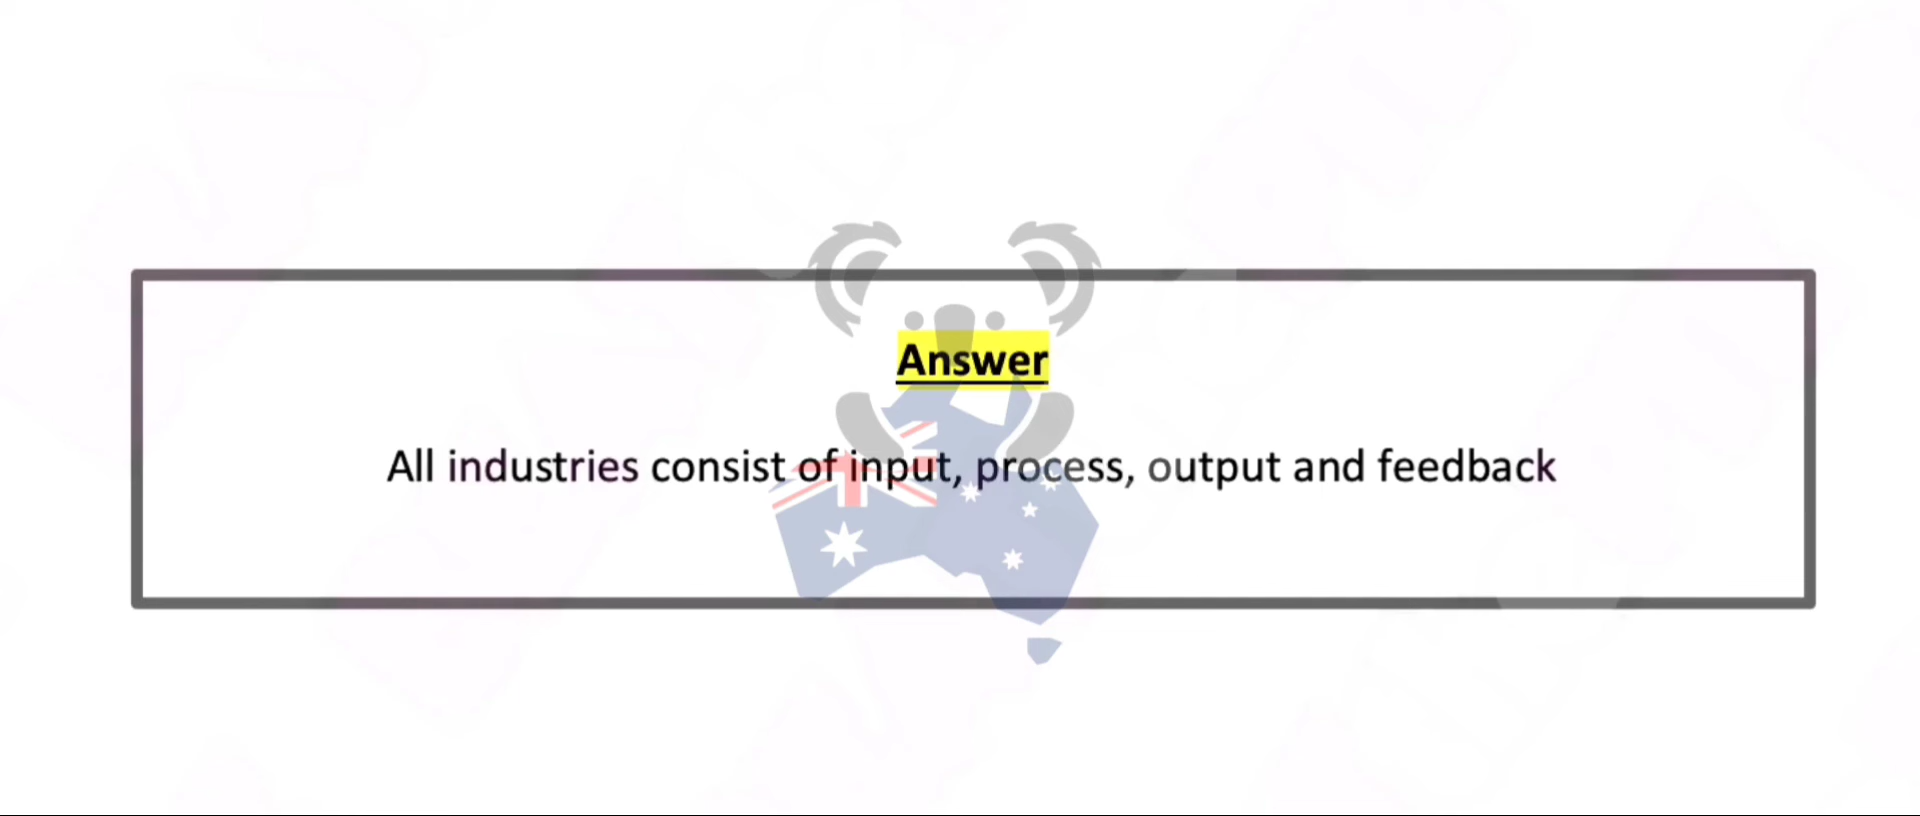 Answer
All industries consist of input, process, output and feedback